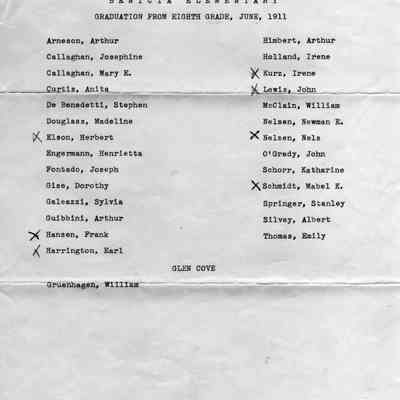 BENICIA ELEMENTARY
GRADUATION FROM EIGHTH GRADE, JUNE, 1911
Arneson, Arthur
Callaghan, Josephine
Callaghan, Mary E.
Curtis, Anita
De Benedetti, Stephen
Douglass, Madeline
X Elson, Herbert
Engermann, Henrietta
Fontado, Joseph
Gise, Dorothy
Galeazzi, Sylvia
Guibbini, Arthur
X Hansen, Frank
X Harrington, Earl
Himbert, Arthur
Holland, Irene
X Kurz, Irene
X Lewis, John
McClain, William
Nelsen, Newman E.
X Nelsen, Nels
O'Grady, John
Schorr, Katharine
X Schmidt, Mabel K.
Springer, Stanley
Silvey, Albert
Thomas, Emily
GLEN COVE
Gruenhagen, William